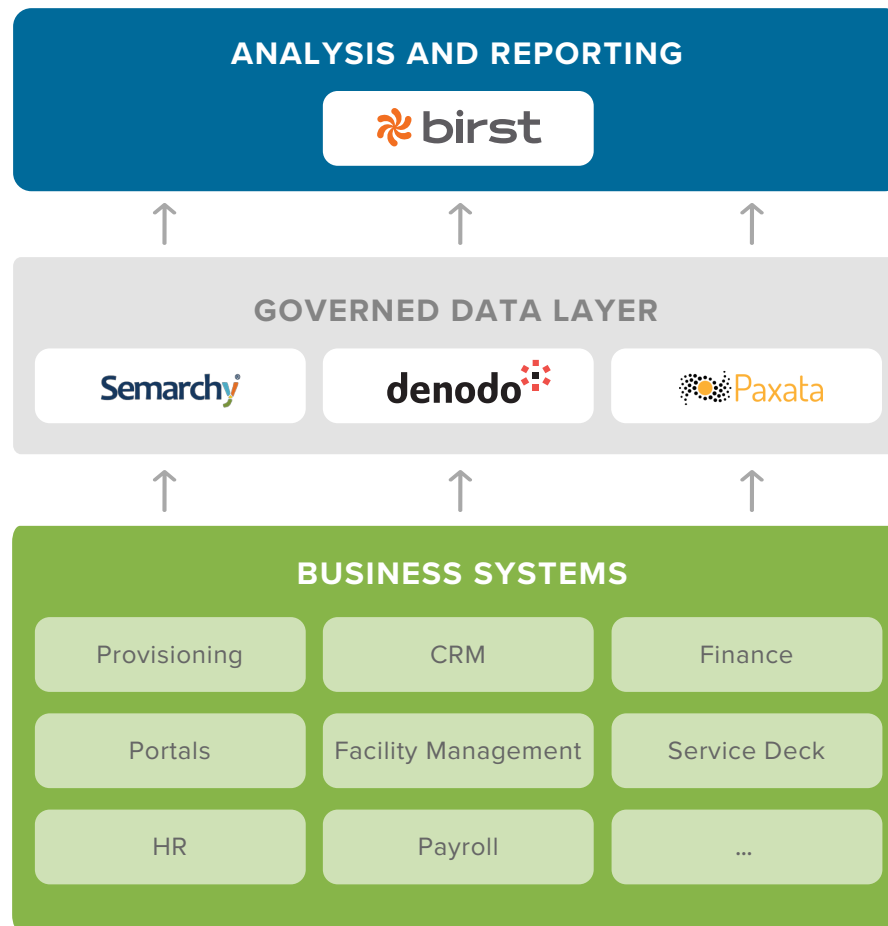 ANALYSIS AND REPORTING
birst
GOVERNED DATA LAYER
Semarchy denodo Paxata
BUSINESS SYSTEMS
Provisioning CRM Finance
Portals Facility Management Service Deck
HR Payroll ...